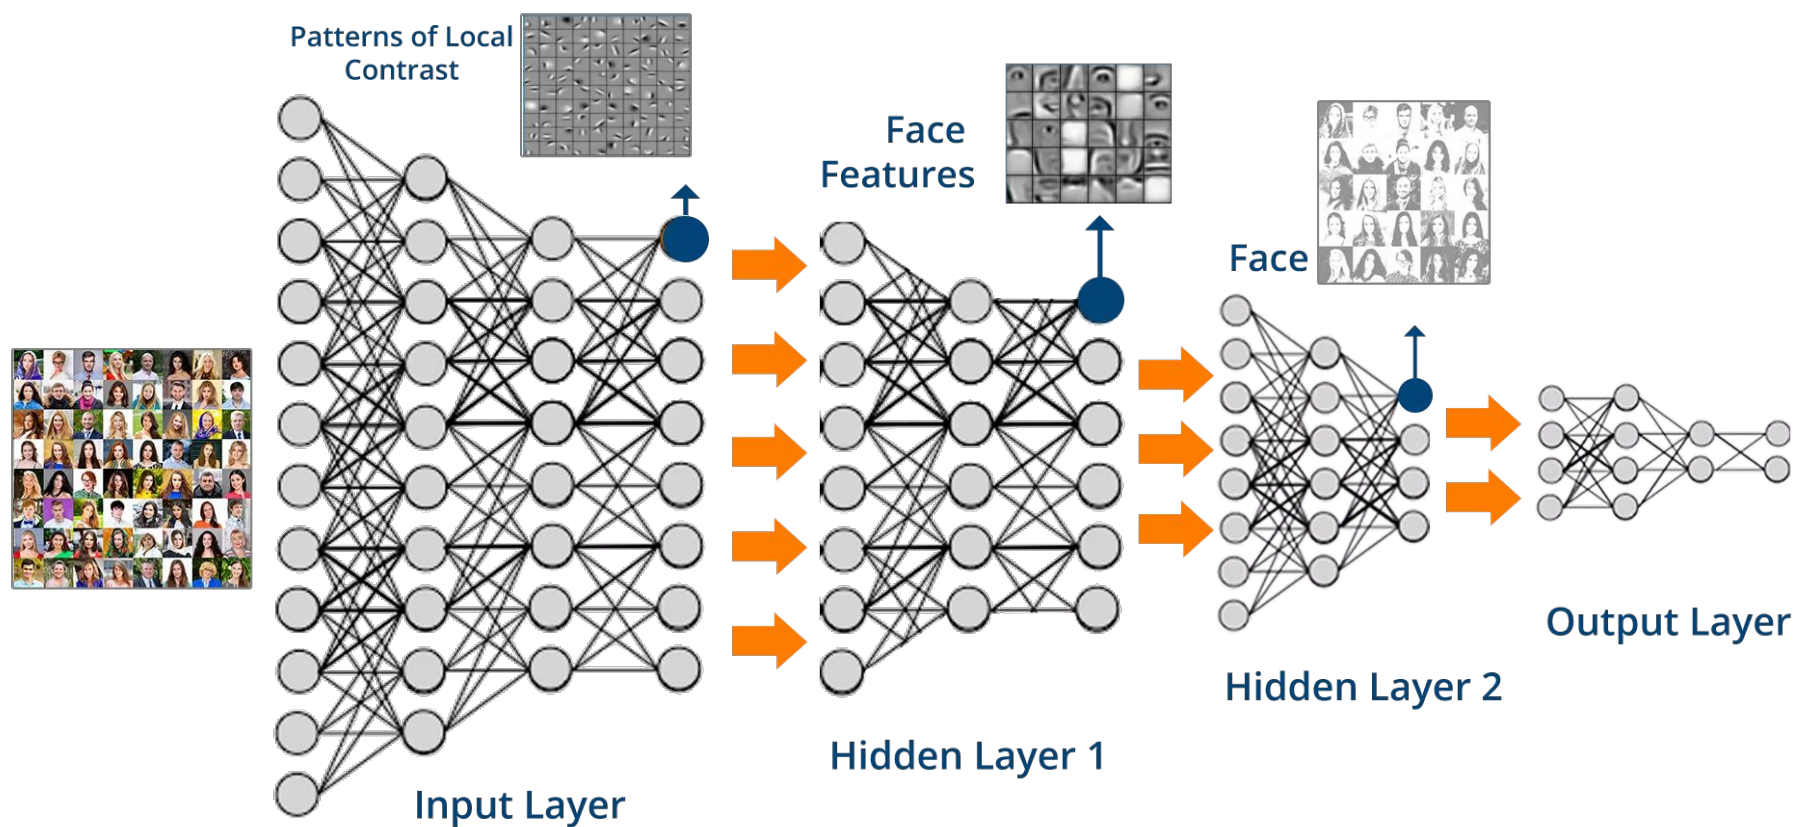 Patterns of Local
Contrast
Face
Features
Face
Input Layer
Hidden Layer 1
Hidden Layer 2
Output Layer